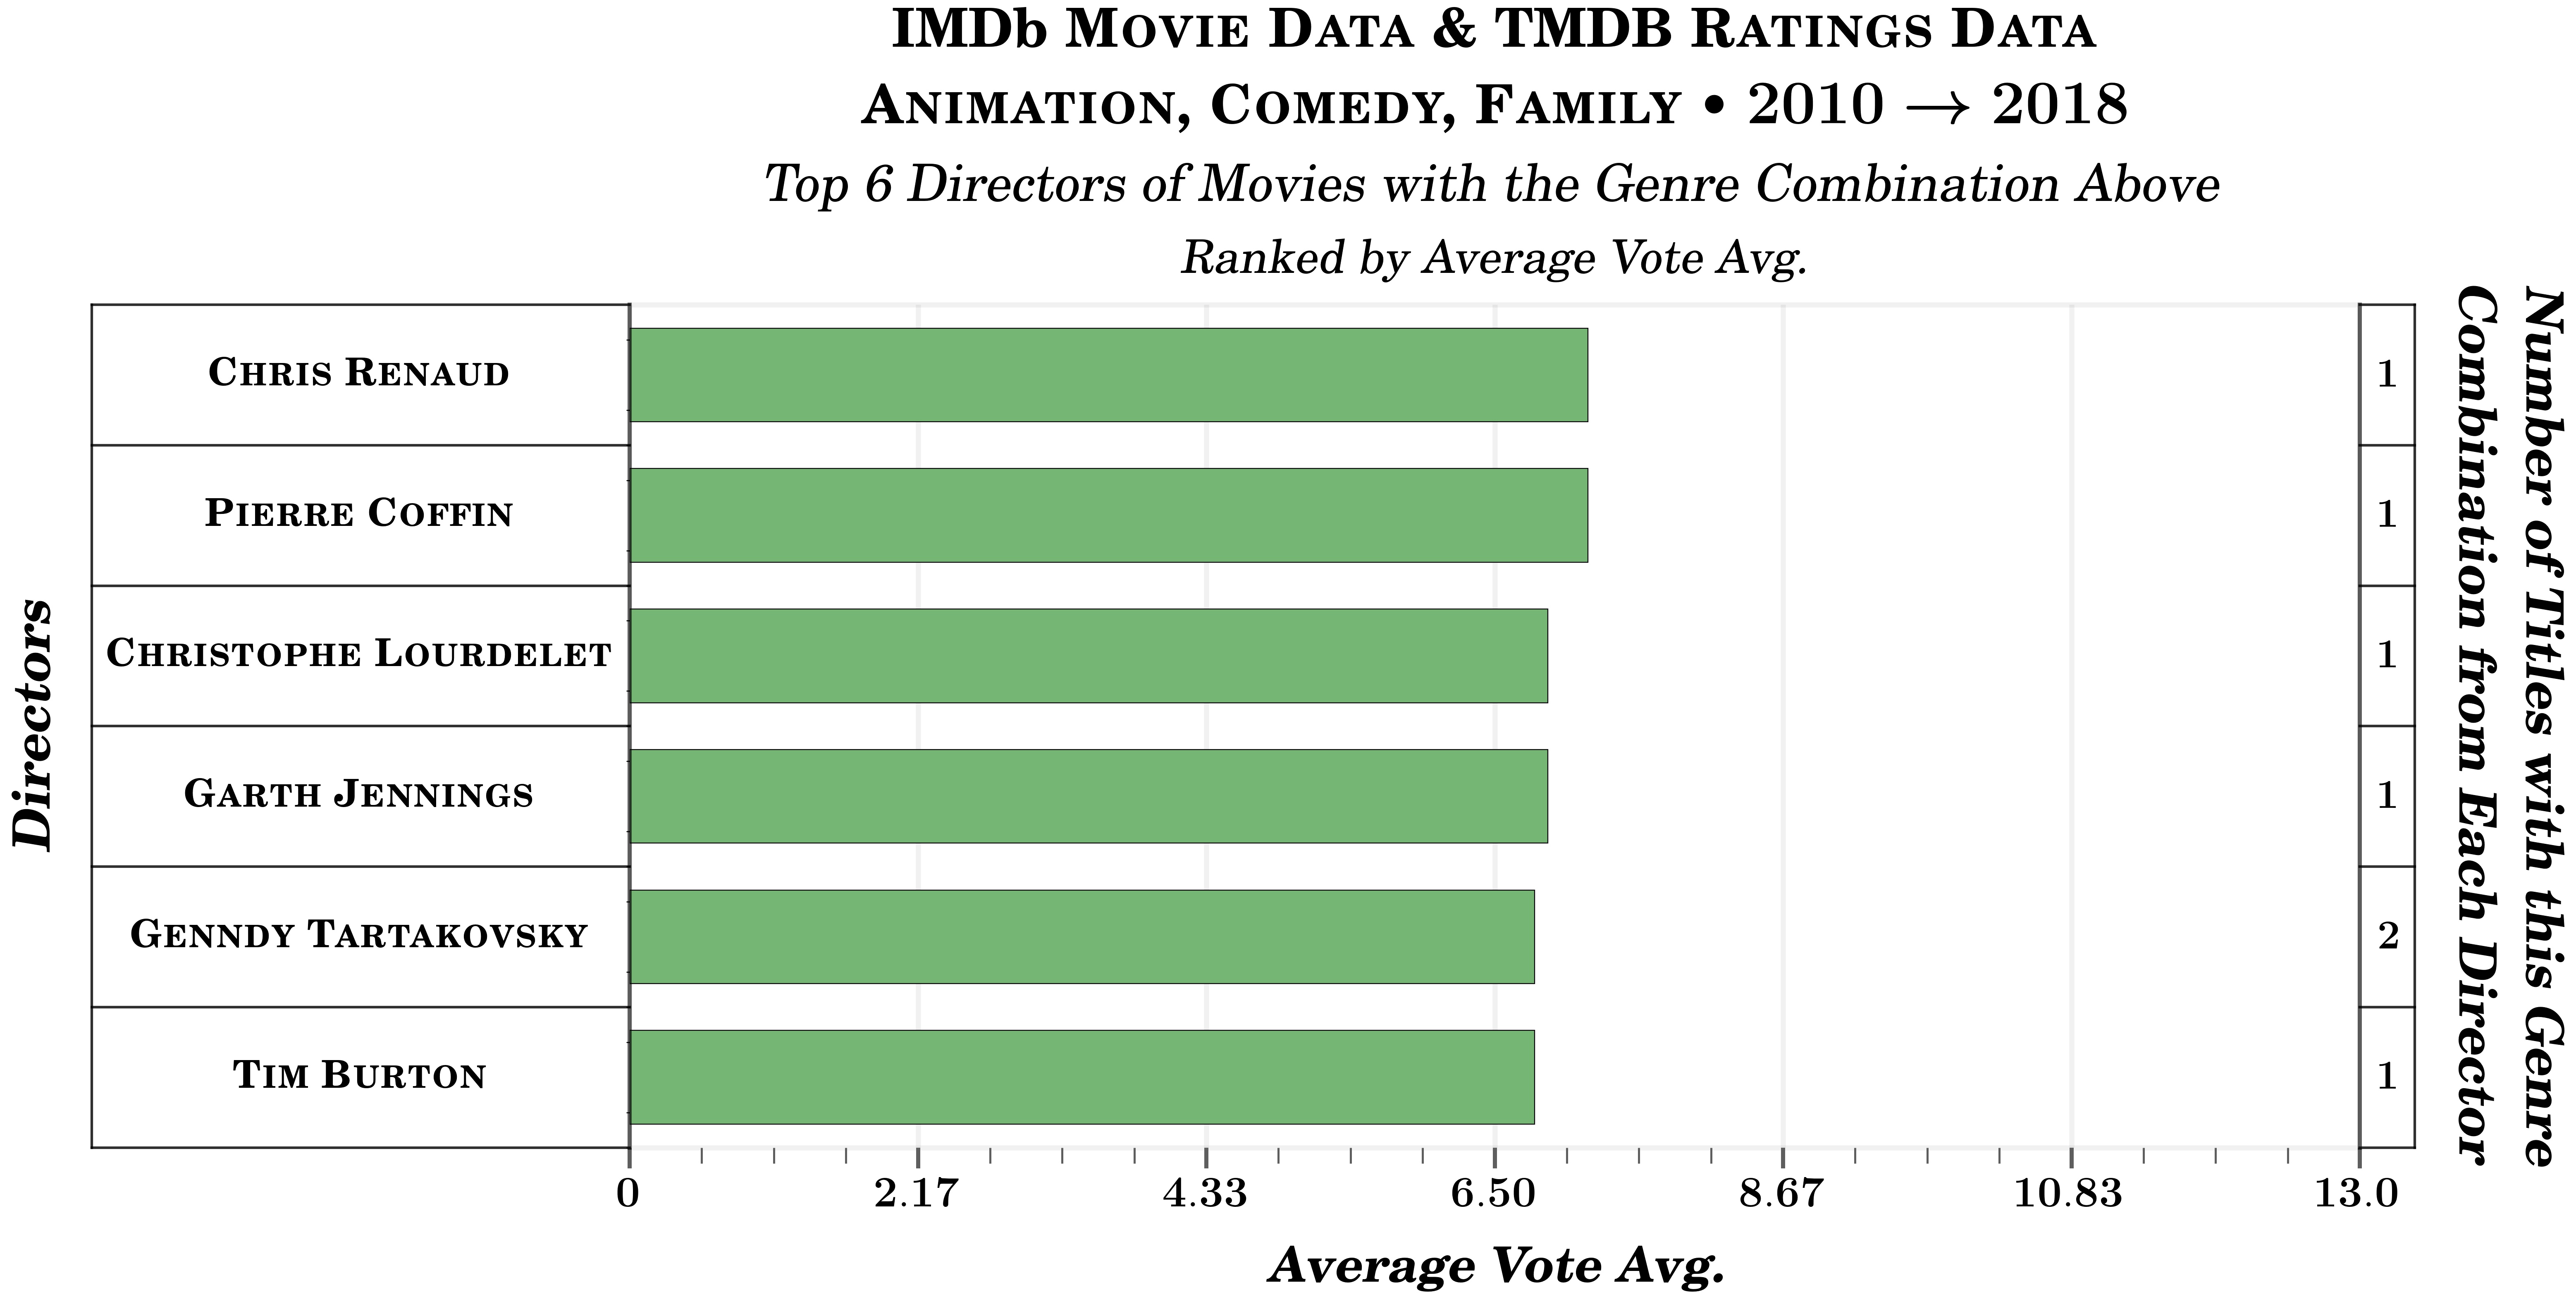 IMDb Movie Data & TMDB Ratings Data
Animation, Comedy, Family • 2010 → 2018
Top 6 Directors of Movies with the Genre Combination Above
Ranked by Average Vote Avg.
Directors
Chris Renaud 1
Pierre Coffin 1
Christophe Lourdelet 1
Garth Jennings 1
Genndy Tartakovsky 2
Tim Burton 1
Number of Titles with this Genre
Combination from Each Director
0 2.17 4.33 6.50 8.67 10.83 13.0
Average Vote Avg.